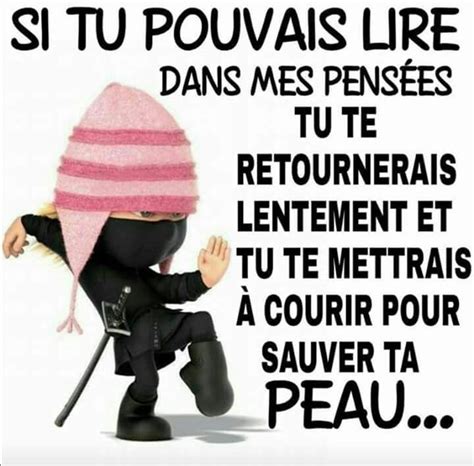 SI TU POUVAIS LIRE
DANS MES PENSÉES
TU TE
RETOURNERAIS
LENTEMENT ET
TU TE METTRAIS
À COURIR POUR
SAUVER TA
PEAU...